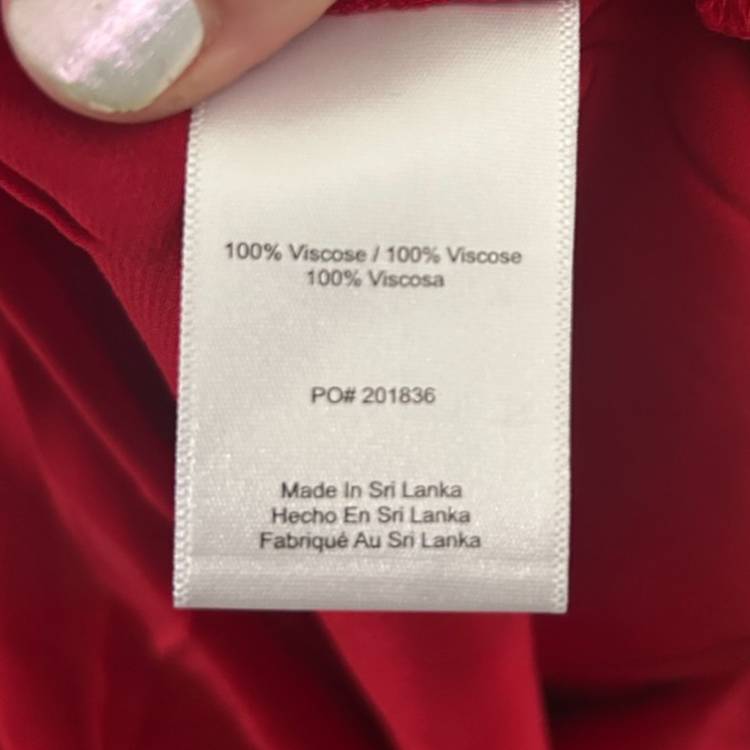 100% Viscose / 100% Viscose
100% Viscosa
PO# 201836
Made In Sri Lanka
Hecho En Sri Lanka
Fabriqué Au Sri Lanka